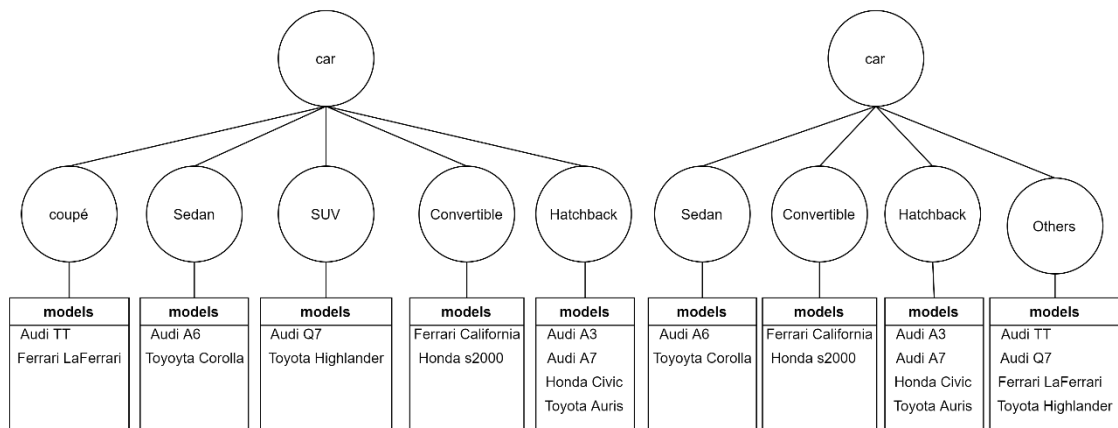 car
car
coupé
Sedan
SUV
Convertible
Hatchback
Sedan
Convertible
Hatchback
Others
models
Audi TT
Ferrari LaFerrari
models
Audi A6
Toyoyta Corolla
models
Audi Q7
Toyota Highlander
models
Ferrari California
Honda s2000
models
Audi A3
Audi A7
Honda Civic
Toyota Auris
models
Audi A6
Toyoyta Corolla
models
Ferrari California
Honda s2000
models
Audi A3
Audi A7
Honda Civic
Toyota Auris
models
Audi TT
Audi Q7
Ferrari LaFerrari
Toyota Highlander